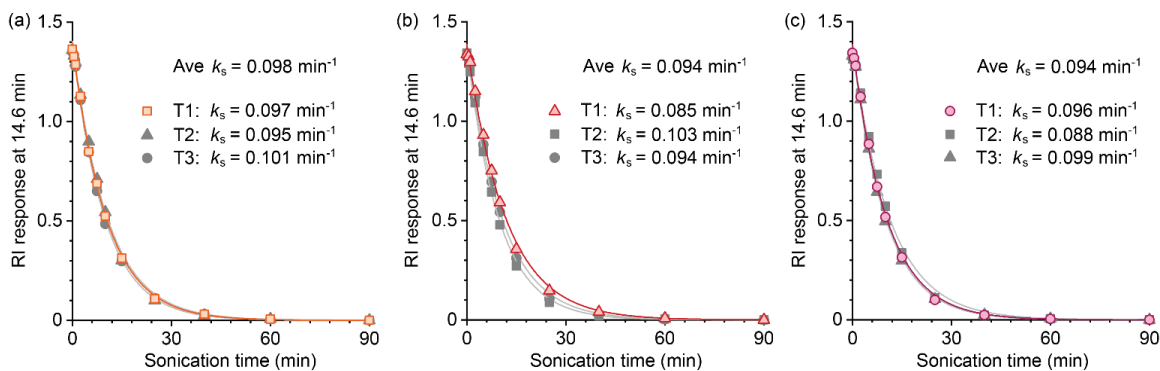 (a)
RI response at 14.6 min
1.5
1.0
0.5
0
Ave kₛ = 0.098 min⁻¹
T1: kₛ = 0.097 min⁻¹
T2: kₛ = 0.095 min⁻¹
T3: kₛ = 0.101 min⁻¹
0 30 60 90
Sonication time (min)
(b)
RI response at 14.6 min
1.5
1.0
0.5
0
Ave kₛ = 0.094 min⁻¹
T1: kₛ = 0.085 min⁻¹
T2: kₛ = 0.103 min⁻¹
T3: kₛ = 0.094 min⁻¹
0 30 60 90
Sonication time (min)
(c)
RI response at 14.6 min
1.5
1.0
0.5
0
Ave kₛ = 0.094 min⁻¹
T1: kₛ = 0.096 min⁻¹
T2: kₛ = 0.088 min⁻¹
T3: kₛ = 0.099 min⁻¹
0 30 60 90
Sonication time (min)